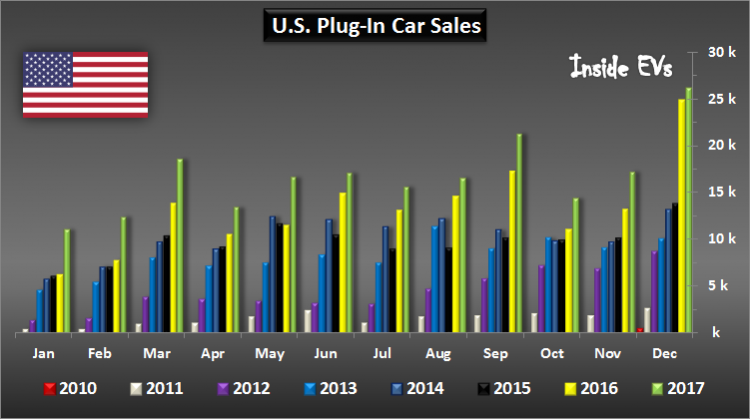 U.S. Plug-In Car Sales
Inside EVs
30 k
25 k
20 k
15 k
10 k
5 k
k
Jan Feb Mar Apr May Jun Jul Aug Sep Oct Nov Dec
2010 2011 2012 2013 2014 2015 2016 2017